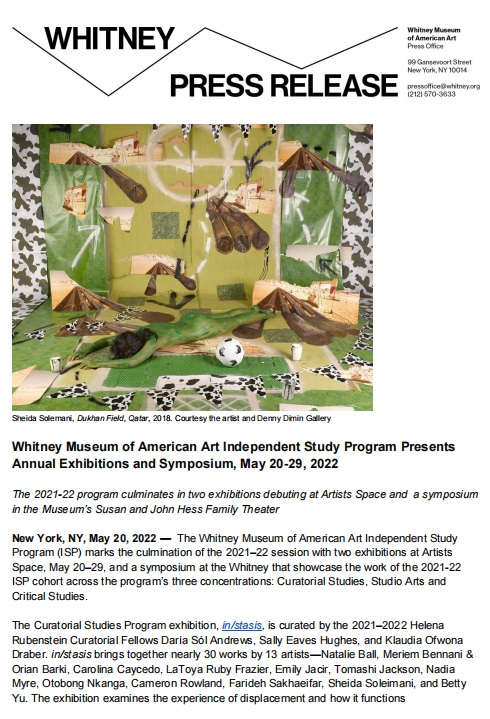 WHITNEY
PRESS RELEASE
Whitney Museum
of American Art
Press Office
99 Gansevoort Street
New York, NY 10014
pressoffice@whitney.org
(212) 570-3633
Sheida Solemani, Dukhan Field, Qatar, 2018. Courtesy the artist and Denny Dimin Gallery
Whitney Museum of American Art Independent Study Program Presents
Annual Exhibitions and Symposium, May 20-29, 2022
The 2021-22 program culminates in two exhibitions debuting at Artists Space and a symposium
in the Museum's Susan and John Hess Family Theater
New York, NY, May 20, 2022 — The Whitney Museum of American Art Independent Study
Program (ISP) marks the culmination of the 2021–22 session with two exhibitions at Artists
Space, May 20–29, and a symposium at the Whitney that showcase the work of the 2021-22
ISP cohort across the program's three concentrations: Curatorial Studies, Studio Arts and
Critical Studies.
The Curatorial Studies Program exhibition, in/stasis, is curated by the 2021–2022 Helena
Rubenstein Curatorial Fellows Daría Sól Andrews, Sally Eaves Hughes, and Klaudia Ofwona
Draber. in/stasis brings together nearly 30 works by 13 artists—Natalie Ball, Meriem Bennani &
Orian Barki, Carolina Caycedo, LaToya Ruby Frazier, Emily Jacir, Tomashi Jackson, Nadia
Myre, Otobong Nkanga, Cameron Rowland, Farideh Sakhaeifar, Sheida Soleimani, and Betty
Yu. The exhibition examines the experience of displacement and how it functions